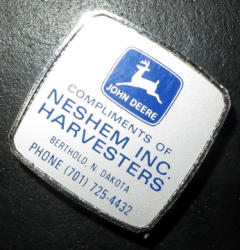 JOHN DEERE
COMPLIMENTS OF
NESHEM INC.
HARVESTERS
BERTHOLD, N. DAKOTA
PHONE (701) 725-4432